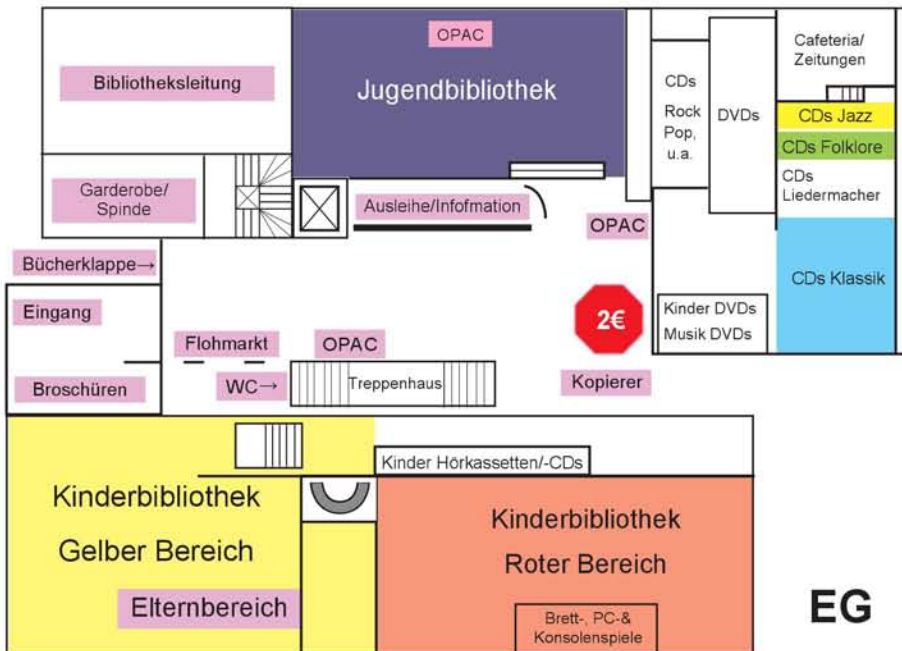 OPAC
Bibliotheksleitung
Jugendbibliothek
CDs
Rock
Pop,
u.a.
DVDs
Cafeteria/
Zeitungen
CDs Jazz
CDs Folklore
CDs
Liedermacher
Garderobe/
Spinde
Ausleihe/Infofmation
OPAC
Bücherklappe→
CDs Klassik
Eingang
2€
Kinder DVDs
Musik DVDs
Flohmarkt
OPAC
Broschüren
WC→
Treppenhaus
Kopierer
Kinder Hörkassetten/-CDs
Kinderbibliothek
Gelber Bereich
Elternbereich
Kinderbibliothek
Roter Bereich
Brett-, PC-&
Konsolenspiele
EG